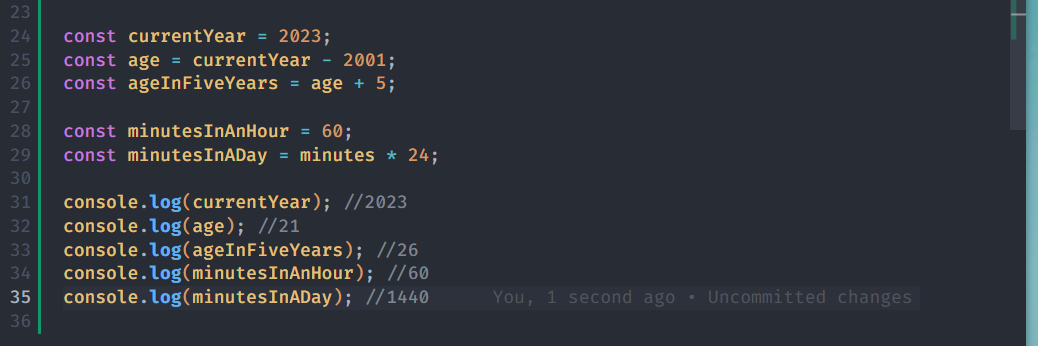 23
24 const currentYear = 2023;
25 const age = currentYear - 2001;
26 const ageInFiveYears = age + 5;
27
28 const minutesInAnHour = 60;
29 const minutesInADay = minutes * 24;
30
31 console.log(currentYear); //2023
32 console.log(age); //21
33 console.log(ageInFiveYears); //26
34 console.log(minutesInAnHour); //60
35 console.log(minutesInADay); //1440 You, 1 second ago • Uncommitted changes
36